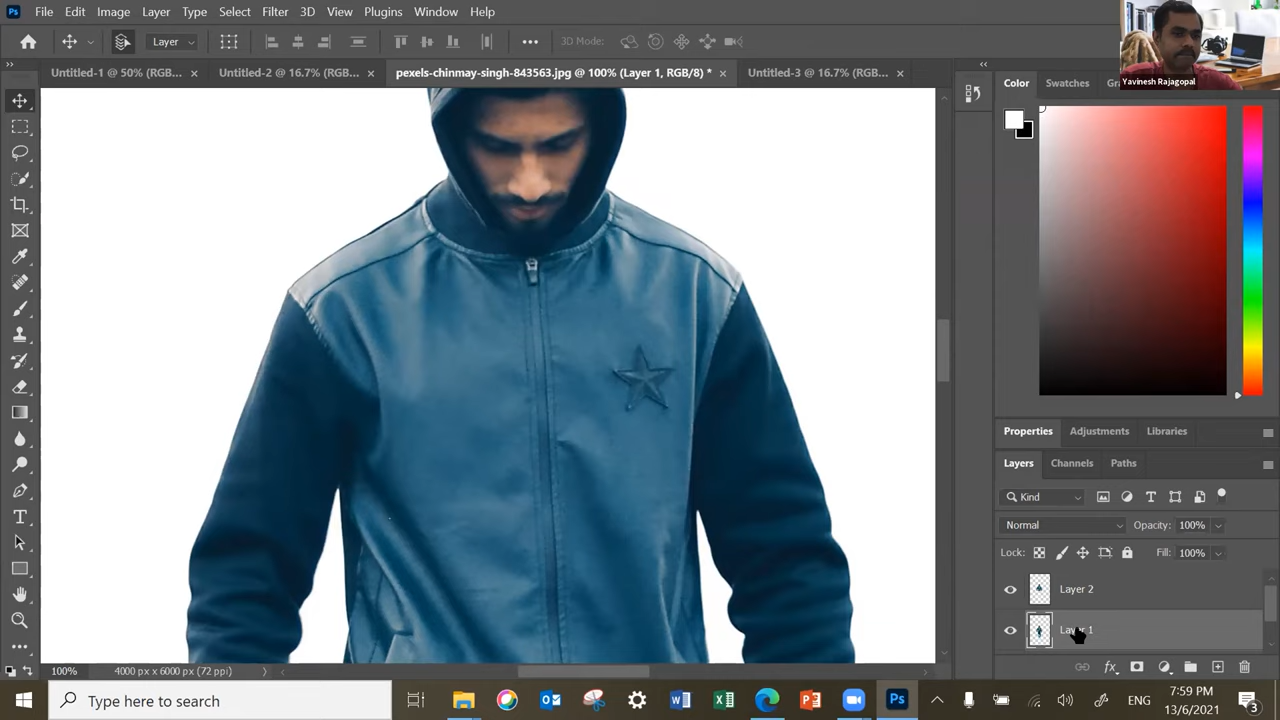 File Edit Image Layer Type Select Filter 3D View Plugins Window Help
Layer 3D Mode:
Yavinesh Rajagopal
Untitled-1 @ 50% (RGB... × Untitled-2 @ 16.7% (RGB... × pexels-chinmay-singh-843563.jpg @ 100% (Layer 1, RGB/8) * × Untitled-3 @ 16.7% (RGB... ×
Color Swatches
Properties Adjustments Libraries
Layers Channels Paths
Kind
Normal Opacity: 100%
Lock: Fill: 100%
Layer 2
Layer 1
100% 4000 px x 6000 px (72 ppi)
Type here to search
ENG
7:59 PM
13/6/2021
3